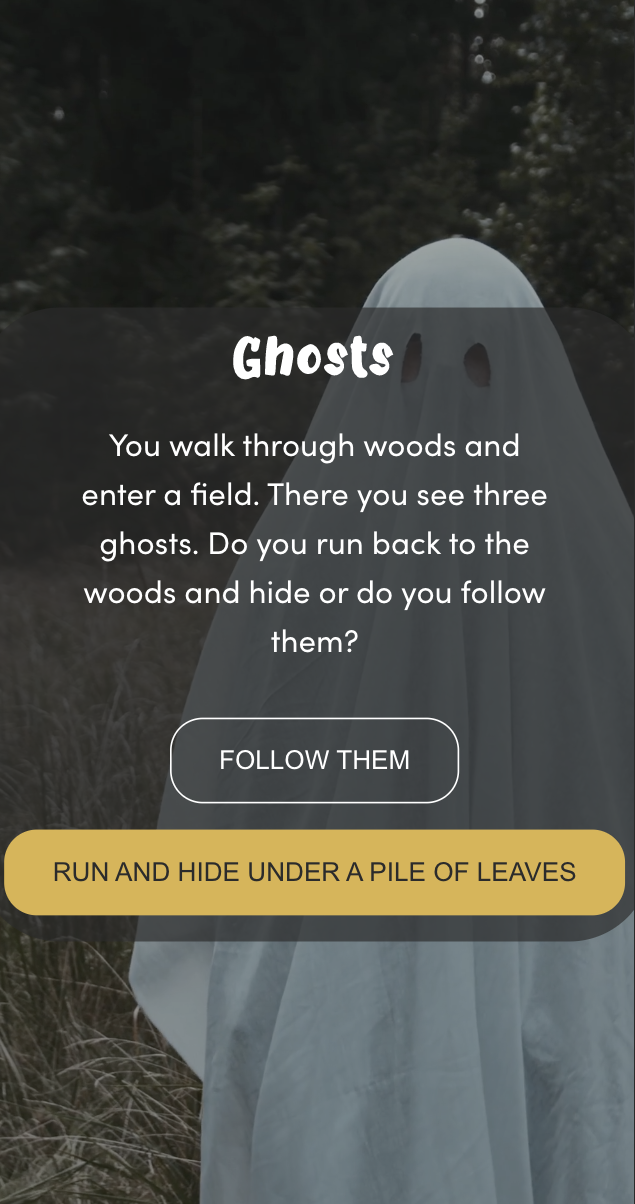 Ghosts
You walk through woods and
enter a field. There you see three
ghosts. Do you run back to the
woods and hide or do you follow
them?
FOLLOW THEM
RUN AND HIDE UNDER A PILE OF LEAVES